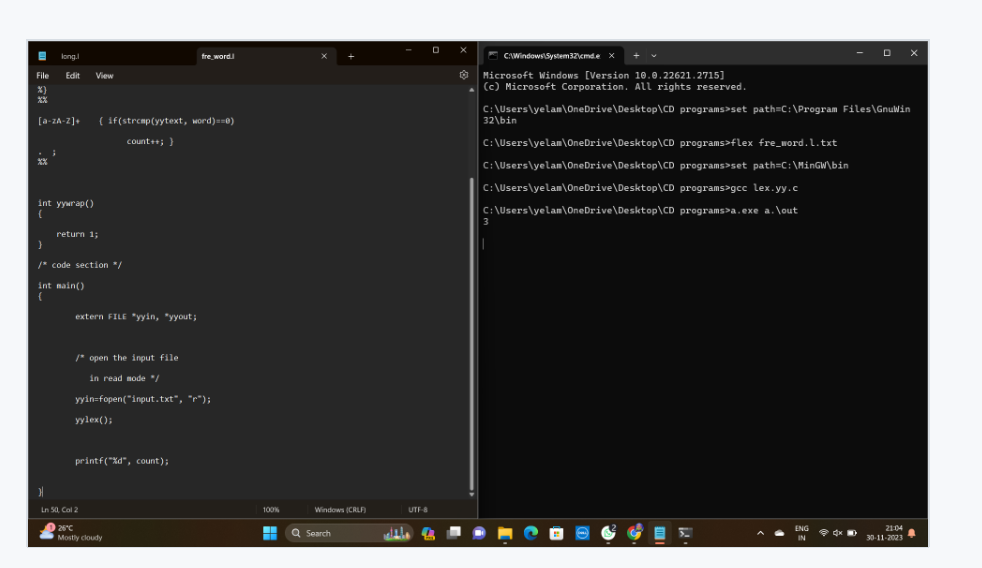 long.l
fre_word.l
File Edit View
%}
%%
[a-zA-Z]+ { if(strcmp(yytext, word)==0)
count++; }
. ;
%%
int yywrap()
{
return 1;
}
/* code section */
int main()
{
extern FILE *yyin, *yyout;
/* open the input file
in read mode */
yyin=fopen("input.txt", "r");
yylex();
printf("%d", count);
}
Ln 50, Col 2 100% Windows (CRLF) UTF-8
C:\Windows\System32\cmd.e
Microsoft Windows [Version 10.0.22621.2715]
(c) Microsoft Corporation. All rights reserved.
C:\Users\yelam\OneDrive\Desktop\CD programs>set path=C:\Program Files\GnuWin
32\bin
C:\Users\yelam\OneDrive\Desktop\CD programs>flex fre_word.l.txt
C:\Users\yelam\OneDrive\Desktop\CD programs>set path=C:\MinGW\bin
C:\Users\yelam\OneDrive\Desktop\CD programs>gcc lex.yy.c
C:\Users\yelam\OneDrive\Desktop\CD programs>a.exe a.\out
3
26°C
Mostly cloudy
Search
ENG
IN
21:04
30-11-2023